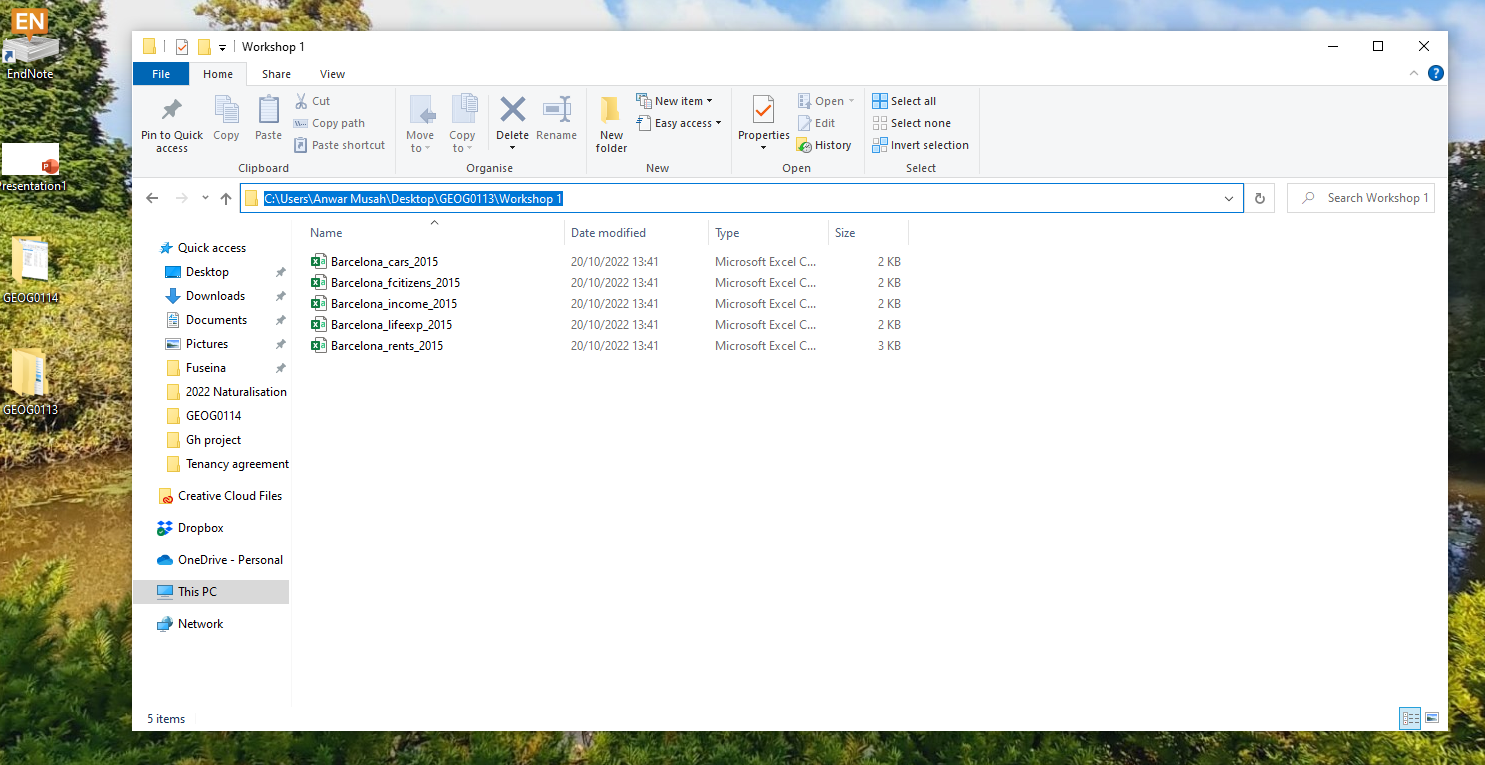 EN
EndNote
Presentation1
GEOG0114
GEOG0113
Workshop 1
File
Home
Share
View
Pin to Quick access
Copy
Paste
Cut
Copy path
Paste shortcut
Clipboard
Move to
Copy to
Delete
Rename
Organise
New folder
New item
Easy access
New
Properties
Open
Edit
History
Open
Select all
Select none
Invert selection
Select
C:\Users\Anwar Musah\Desktop\GEOG0113\Workshop 1
Search Workshop 1
Quick access
Desktop
Downloads
Documents
Pictures
Fuseina
2022 Naturalisation
GEOG0114
Gh project
Tenancy agreement
Creative Cloud Files
Dropbox
OneDrive - Personal
This PC
Network
Name Date modified Type Size
Barcelona_cars_2015 20/10/2022 13:41 Microsoft Excel C... 2 KB
Barcelona_fcitizens_2015 20/10/2022 13:41 Microsoft Excel C... 2 KB
Barcelona_income_2015 20/10/2022 13:41 Microsoft Excel C... 2 KB
Barcelona_lifeexp_2015 20/10/2022 13:41 Microsoft Excel C... 2 KB
Barcelona_rents_2015 20/10/2022 13:41 Microsoft Excel C... 3 KB
5 items